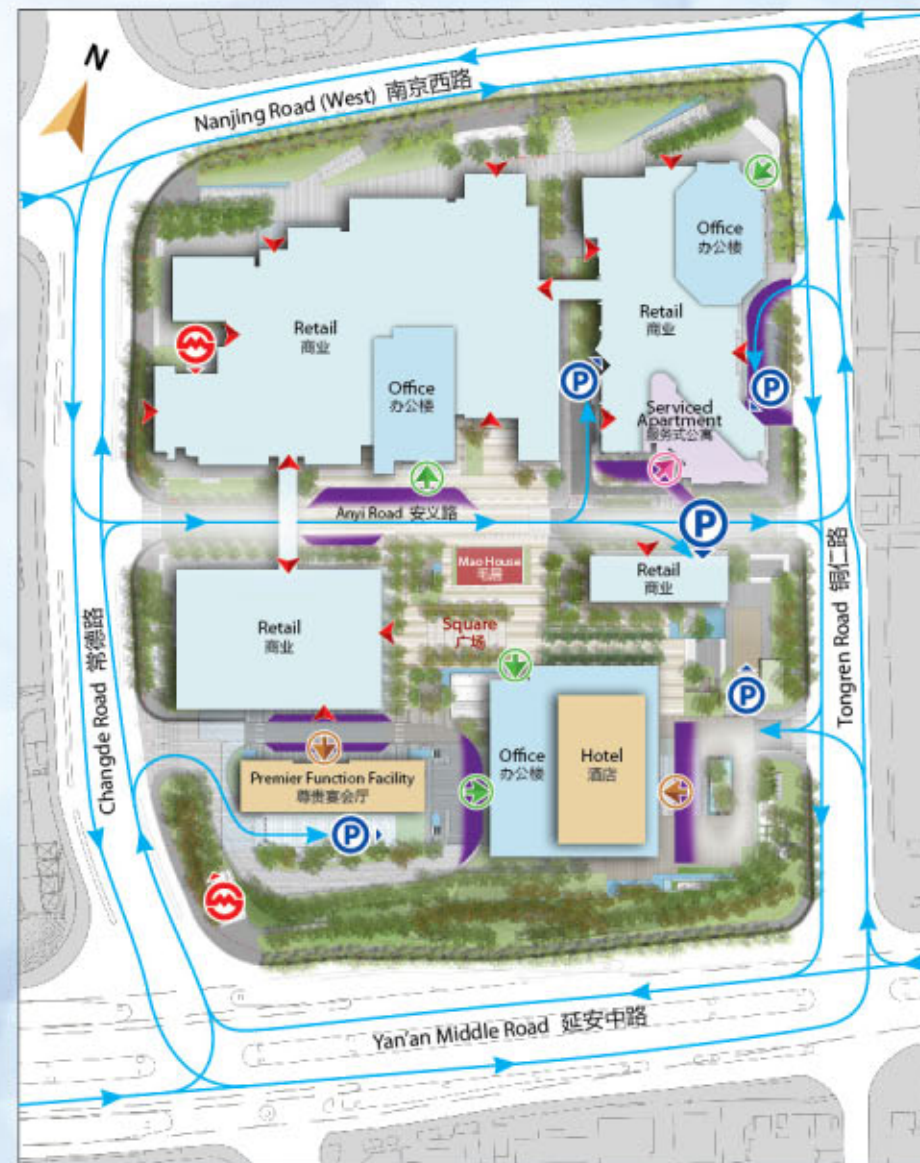 N
Nanjing Road (West) 南京西路
Office
办公楼
Retail
商业
Retail
商业
Office
办公楼
P
P
Serviced
Apartment
服务式公寓
Anyi Road 安义路
P
Mao House
毛居
Retail
商业
Retail
商业
Square
广场
P
Changde Road 常德路
Tongren Road 铜仁路
Office
办公楼
Hotel
酒店
Premier Function Facility
尊贵宴会厅
P
Yan'an Middle Road 延安中路